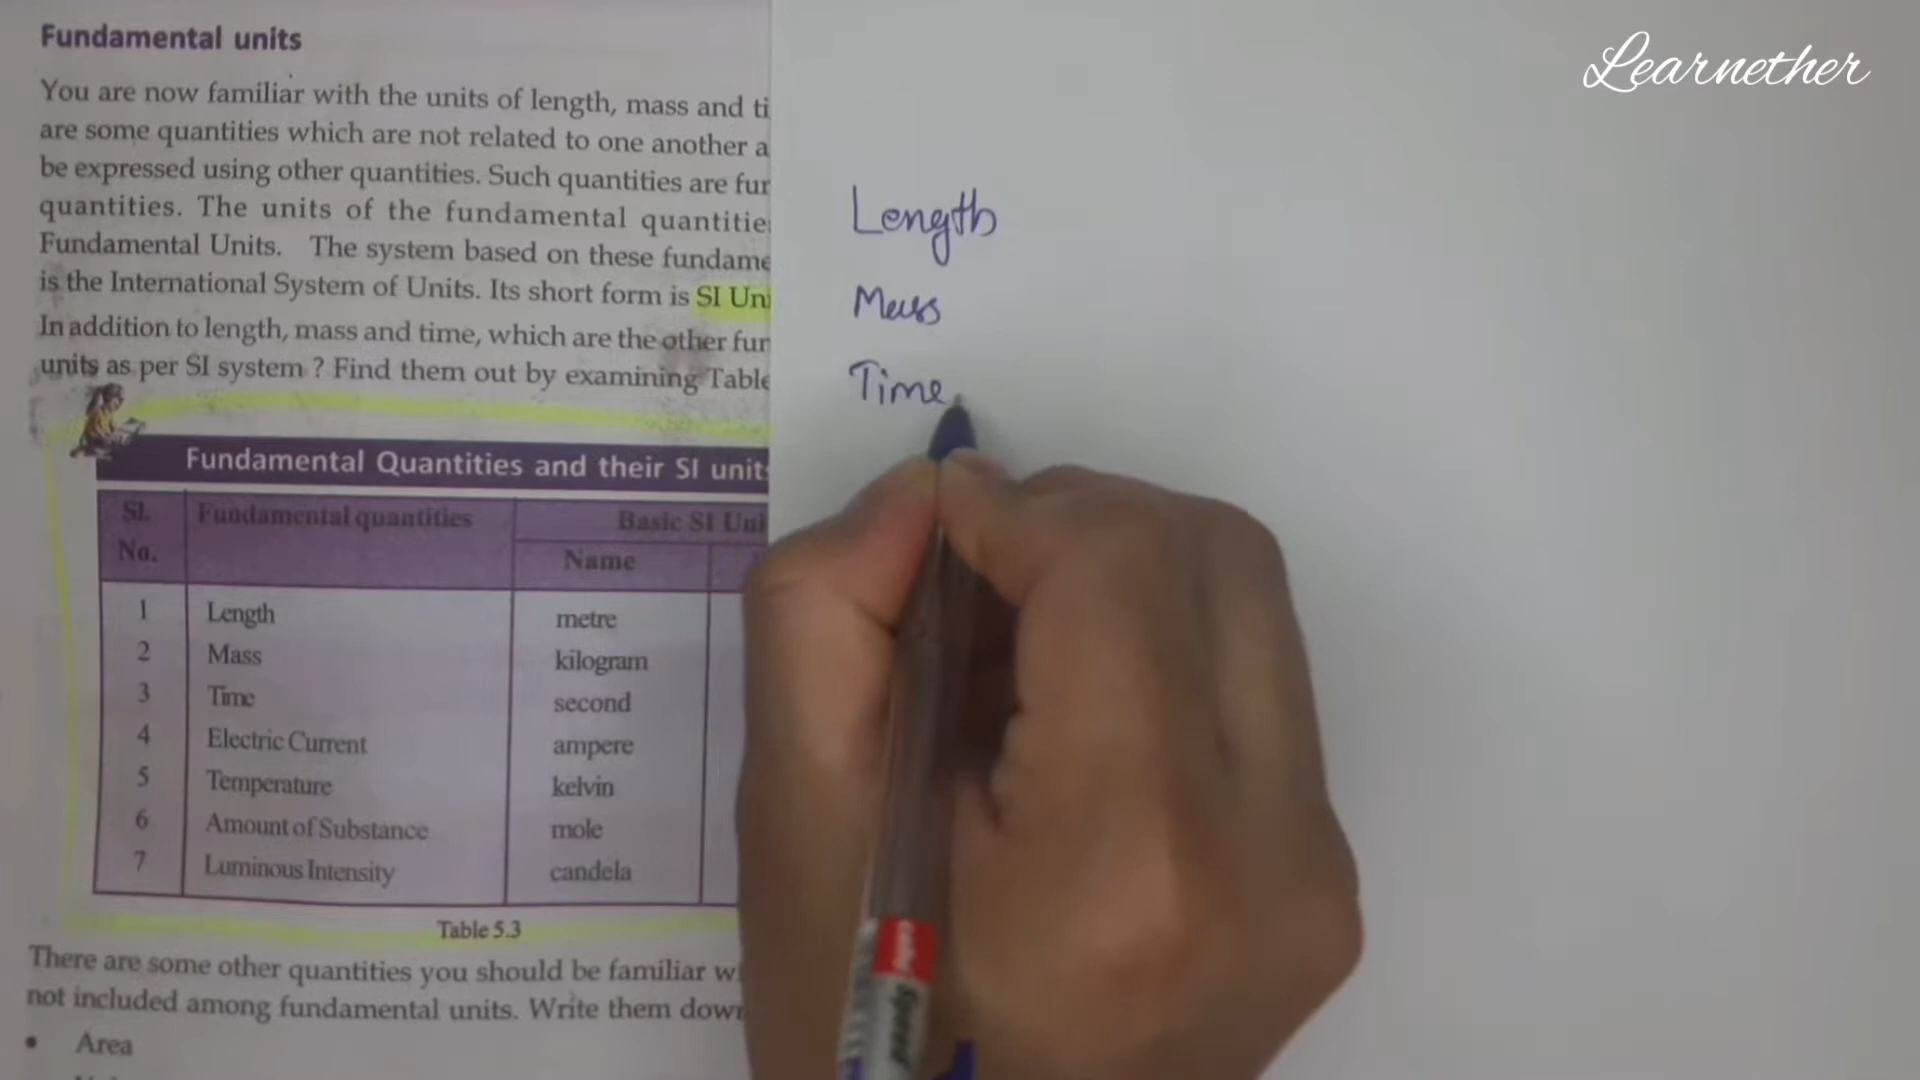 Fundamental units
You are now familiar with the units of length, mass and ti
are some quantities which are not related to one another a
be expressed using other quantities. Such quantities are fur
quantities. The units of the fundamental quantitie
Fundamental Units. The system based on these fundame
is the International System of Units. Its short form is SI Uni
In addition to length, mass and time, which are the other fur
units as per SI system ? Find them out by examining Table
Fundamental Quantities and their SI units
Sl. No. Fundamental quantities Basic SI Uni
Name
1 Length metre
2 Mass kilogram
3 Time second
4 Electric Current ampere
5 Temperature kelvin
6 Amount of Substance mole
7 Luminous Intensity candela
Table 5.3
There are some other quantities you should be familiar w
not included among fundamental units. Write them down
• Area
Learnether
Length
Mass
Time
Speed